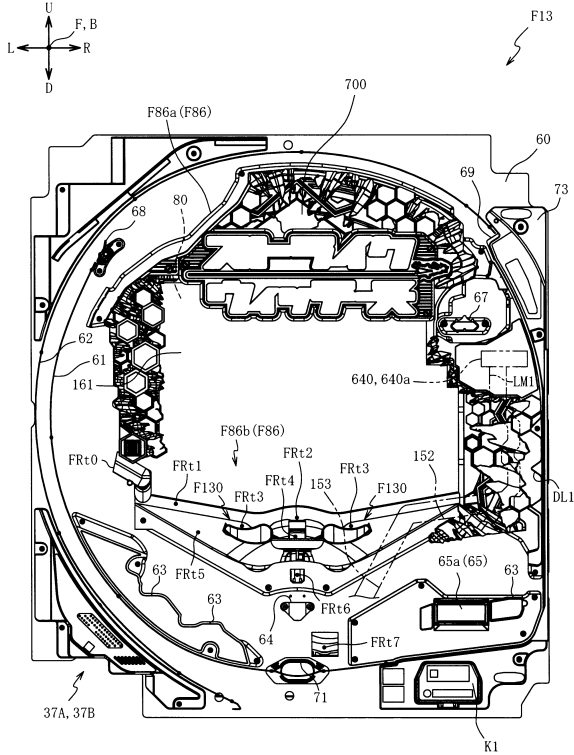 U
F, B
L
R
D
F13
F86a(F86)
700
60
69
73
80
68
67
62
61
161
640, 640a
LM1
F86b(F86)
FRt0
FRt2
FRt4
FRt1
FRt3
F130
153
FRt3
F130
152
DL1
FRt5
65a(65)
63
63
63
FRt6
64
FRt7
71
37A, 37B
K1